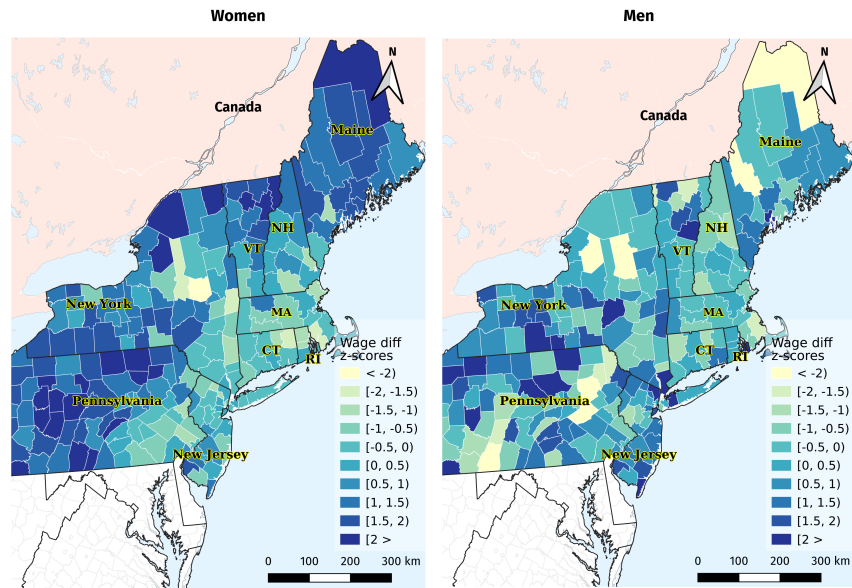 Women
Men
N
Canada
Maine
NH
VT
New York
MA
CT
RI
Pennsylvania
New Jersey
Wage diff
z-scores
< -2)
[-2, -1.5)
[-1.5, -1)
[-1, -0.5)
[-0.5, 0)
[0, 0.5)
[0.5, 1)
[1, 1.5)
[1.5, 2)
[2 >
0 100 200 300 km
N
Canada
Maine
NH
VT
New York
MA
CT
RI
Pennsylvania
New Jersey
Wage diff
z-scores
< -2)
[-2, -1.5)
[-1.5, -1)
[-1, -0.5)
[-0.5, 0)
[0, 0.5)
[0.5, 1)
[1, 1.5)
[1.5, 2)
[2 >
0 100 200 300 km